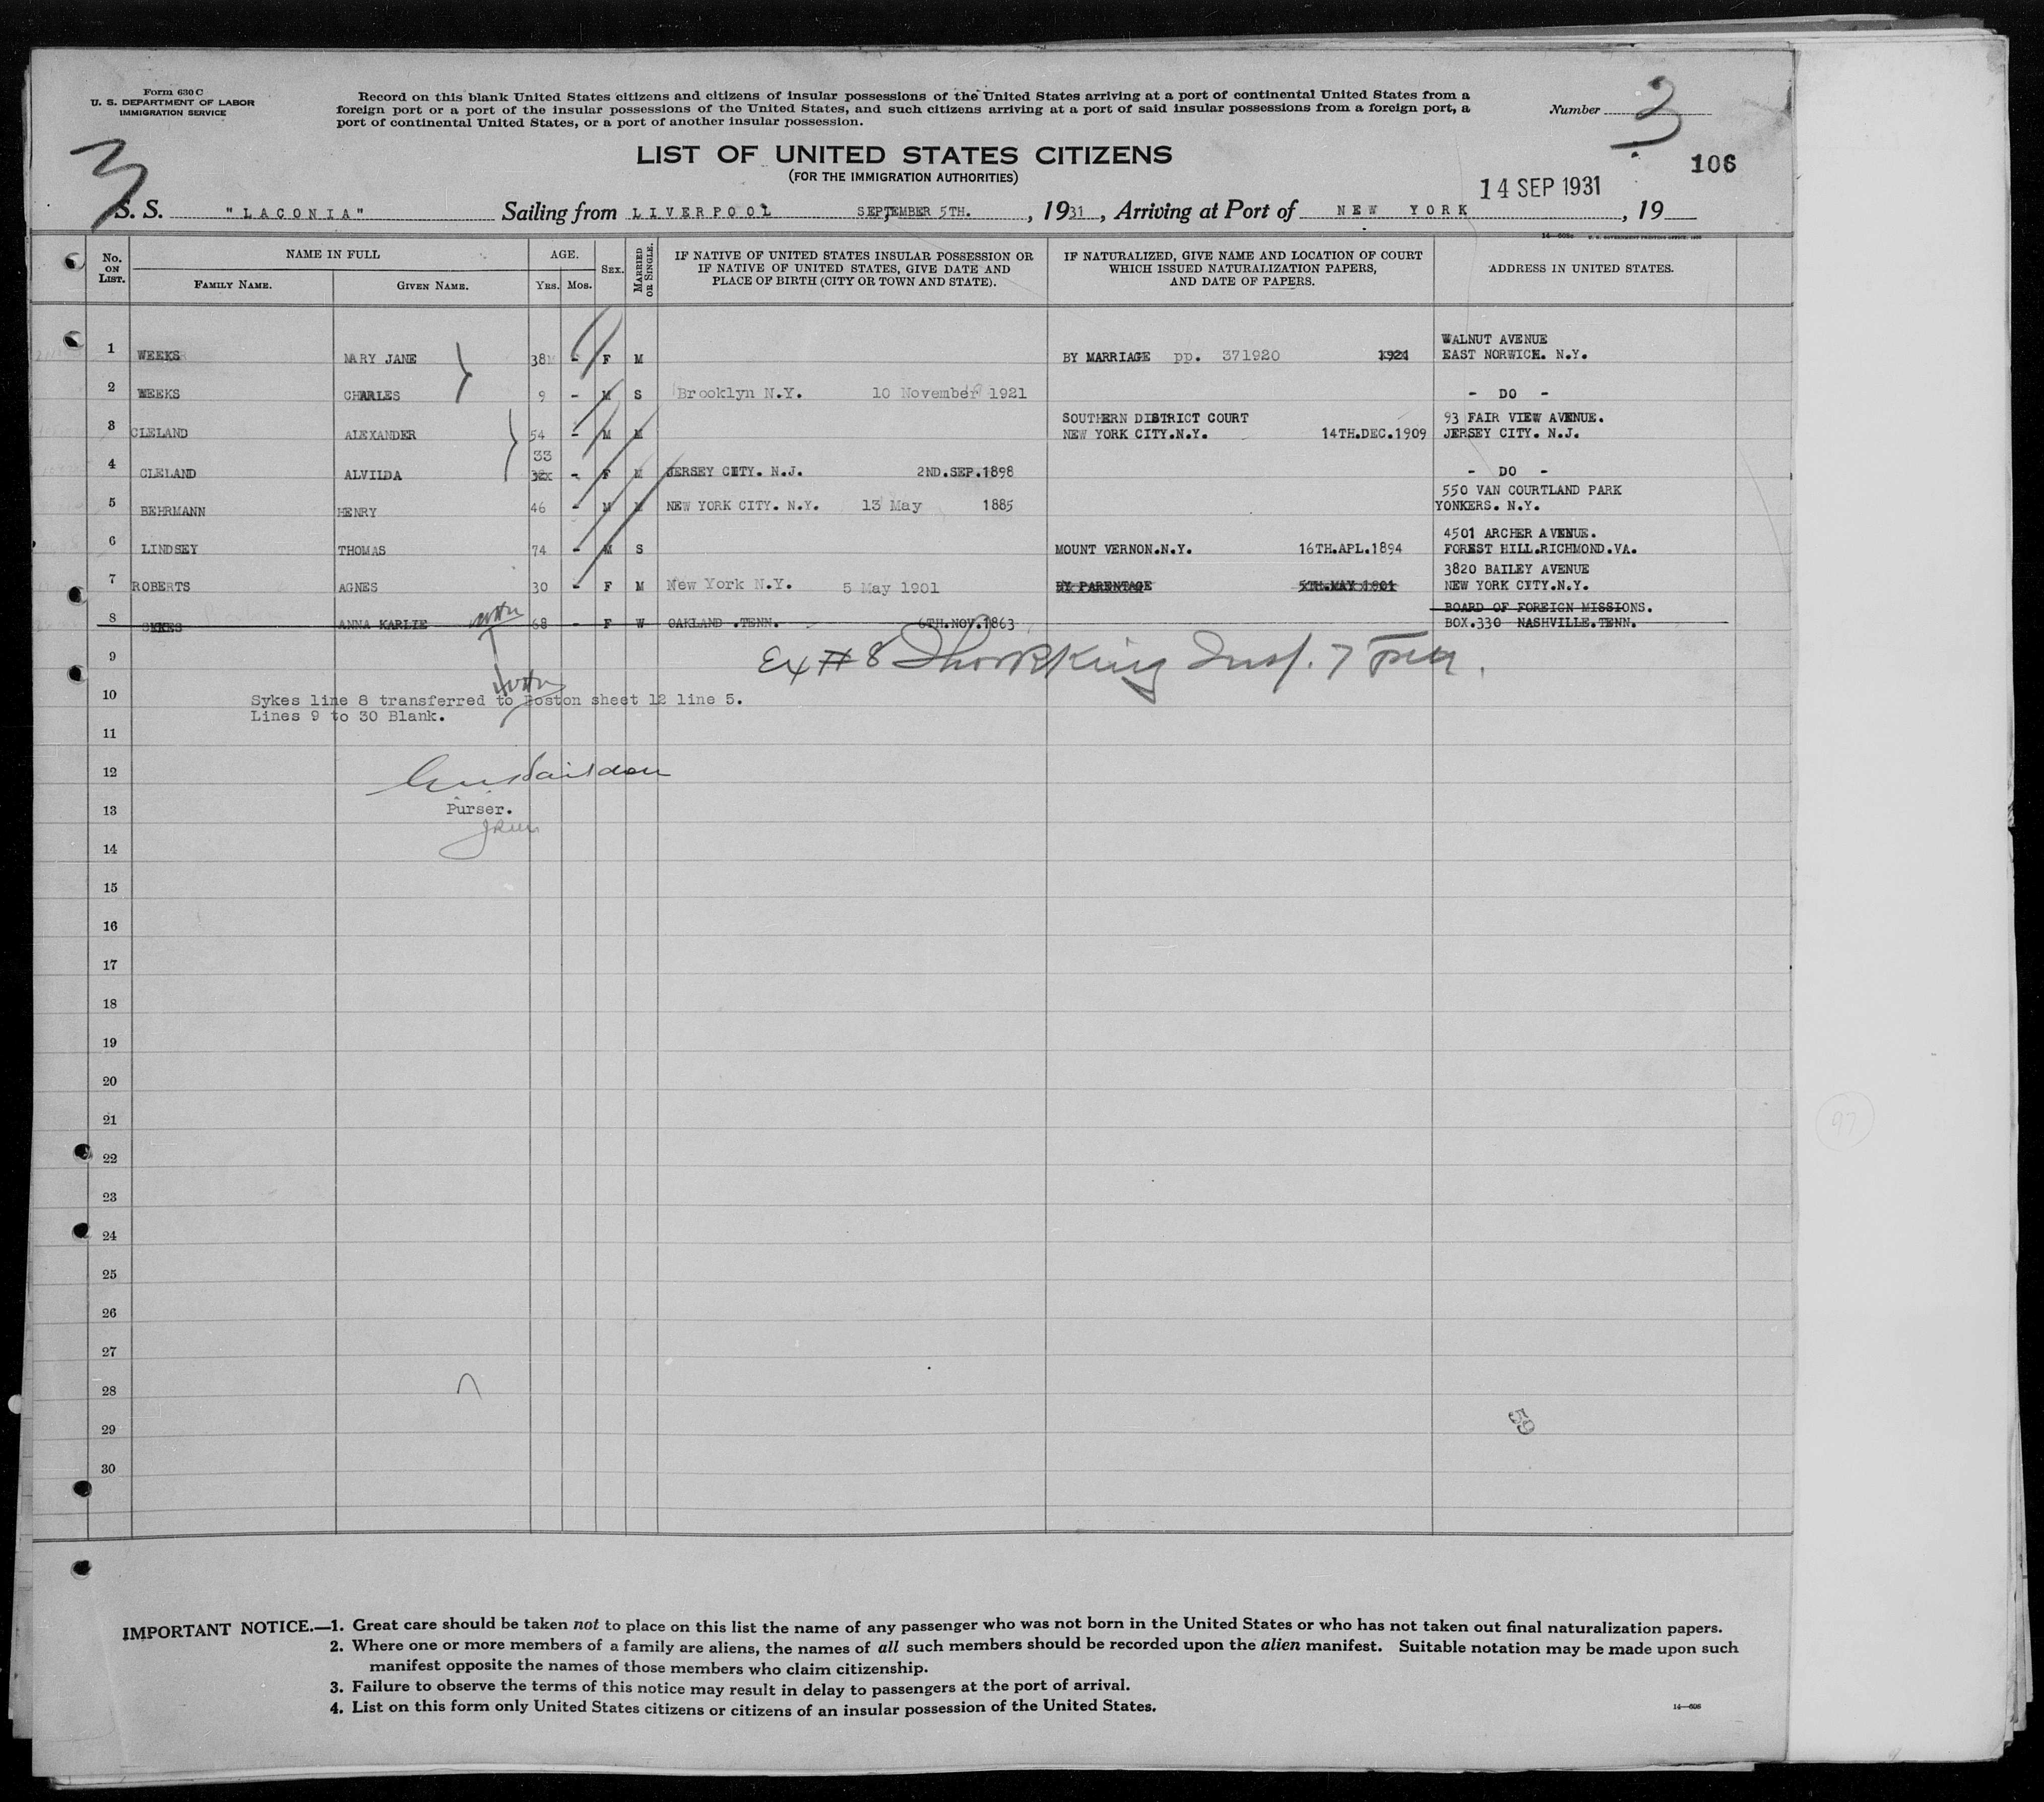 Form 630 C
U. S. DEPARTMENT OF LABOR
IMMIGRATION SERVICE
Record on this blank United States citizens and citizens of insular possessions of the United States arriving at a port of continental United States from a
foreign port or a port of the insular possessions of the United States, and such citizens arriving at a port of said insular possessions from a foreign port, a
port of continental United States, or a port of another insular possession.
Number 3
3
LIST OF UNITED STATES CITIZENS
(FOR THE IMMIGRATION AUTHORITIES)
106
14 SEP 1931
S. S. "LACONIA" Sailing from LIVERPOOL SEPTEMBER 5TH. , 1931 , Arriving at Port of NEW YORK , 19
No. ON LIST.
NAME IN FULL
FAMILY NAME. GIVEN NAME.
AGE.
YRS. MOS.
SEX.
MARRIED OR SINGLE.
IF NATIVE OF UNITED STATES INSULAR POSSESSION OR
IF NATIVE OF UNITED STATES, GIVE DATE AND
PLACE OF BIRTH (CITY OR TOWN AND STATE).
IF NATURALIZED, GIVE NAME AND LOCATION OF COURT
WHICH ISSUED NATURALIZATION PAPERS,
AND DATE OF PAPERS.
ADDRESS IN UNITED STATES.
WALNUT AVENUE
1 WEEKS MARY JANE 38 - F M BY MARRIAGE pp. 371920 1921 EAST NORWICH. N.Y.
2 WEEKS CHARLES 9 - M S Brooklyn N.Y. 10 November 1921 - DO -
SOUTHERN DISTRICT COURT 93 FAIR VIEW AVENUE.
3 CLELAND ALEXANDER 54 - M M NEW YORK CITY.N.Y. 14TH.DEC.1909 JERSEY CITY. N.J.
33
4 CLELAND ALVILDA - F M JERSEY CITY. N.J. 2ND.SEP.1898 - DO -
550 VAN COURTLAND PARK
5 BEHRMANN HENRY 46 - M M NEW YORK CITY. N.Y. 13 May 1885 YONKERS. N.Y.
4501 ARCHER AVENUE.
6 LINDSEY THOMAS 74 - M S MOUNT VERNON.N.Y. 16TH.APL.1894 FOREST HILL.RICHMOND.VA.
3820 BAILEY AVENUE
7 ROBERTS AGNES 30 - F M New York N.Y. 5 May 1901 BY PARENTAGE 5TH.MAY 1901 NEW YORK CITY.N.Y.
BOARD OF FOREIGN MISSIONS.
8 SYKES ANNA KARLIE 68 - F W OAKLAND .TENN. 6TH.NOV.1863 BOX.330 NASHVILLE.TENN.
9 Ex # 8
10
Sykes line 8 transferred to Boston sheet 12 line 5.
Lines 9 to 30 Blank.
11
12
13
Purser.
14
15
16
17
18
19
20
21
22
23
24
25
26
27
28
29
30
97
59
IMPORTANT NOTICE.—1. Great care should be taken not to place on this list the name of any passenger who was not born in the United States or who has not taken out final naturalization papers.
2. Where one or more members of a family are aliens, the names of all such members should be recorded upon the alien manifest. Suitable notation may be made upon such
manifest opposite the names of those members who claim citizenship.
3. Failure to observe the terms of this notice may result in delay to passengers at the port of arrival.
4. List on this form only United States citizens or citizens of an insular possession of the United States.